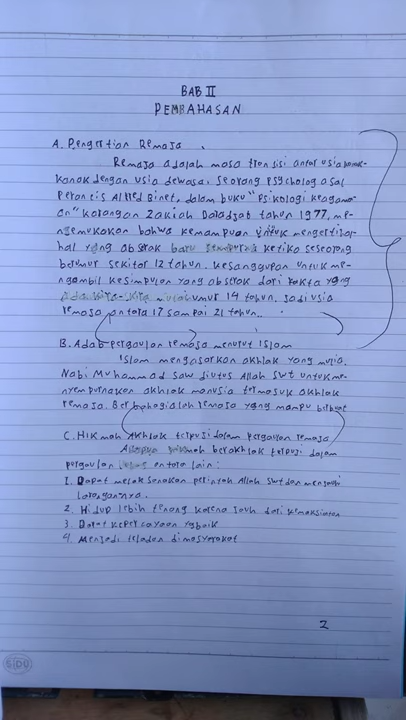 BAB II
PEMBAHASAN
A. Pengertian Remaja
Remaja adalah masa transisi antar usia kanak-
kanak dengan usia dewasa. Seorang psycholog asal
Perancis Alfred Binet, dalam buku "Psikologi keagama-
an" karangan Zakiah Daradjat tahun 1977, me-
ngemukakan bahwa kemampuan untuk mengerti hal-
hal yang abstrak baru sempurna ketika seseorang
berumur sekitar 12 tahun. kesanggupan untuk me-
ngambil kesimpulan yang abstrak dari fakta yang
ada kira-kira umur 14 tahun. Jadi usia
remaja antara 17 sampai 21 tahun.
B. Adab pergaulan remaja menurut Islam
Islam mengajarkan akhlak yang mulia.
Nabi Muhammad saw diutus Allah swt untuk me-
nyempurnakan akhlak manusia termasuk akhlak
remaja. Berbahagialah remaja yang mampu
C. Hikmah Akhlak terpuji dalam pergaulan remaja
berakhlak terpuji dalam
pergaulan antara lain:
1. Dapat melaksanakan perintah Allah swt dan menjauhi
larangannya.
2. Hidup lebih tenang karena jauh dari kemaksiatan
3. Dapat kepercayaan
4. Menjadi teladan dimasyarakat
2
SIDU